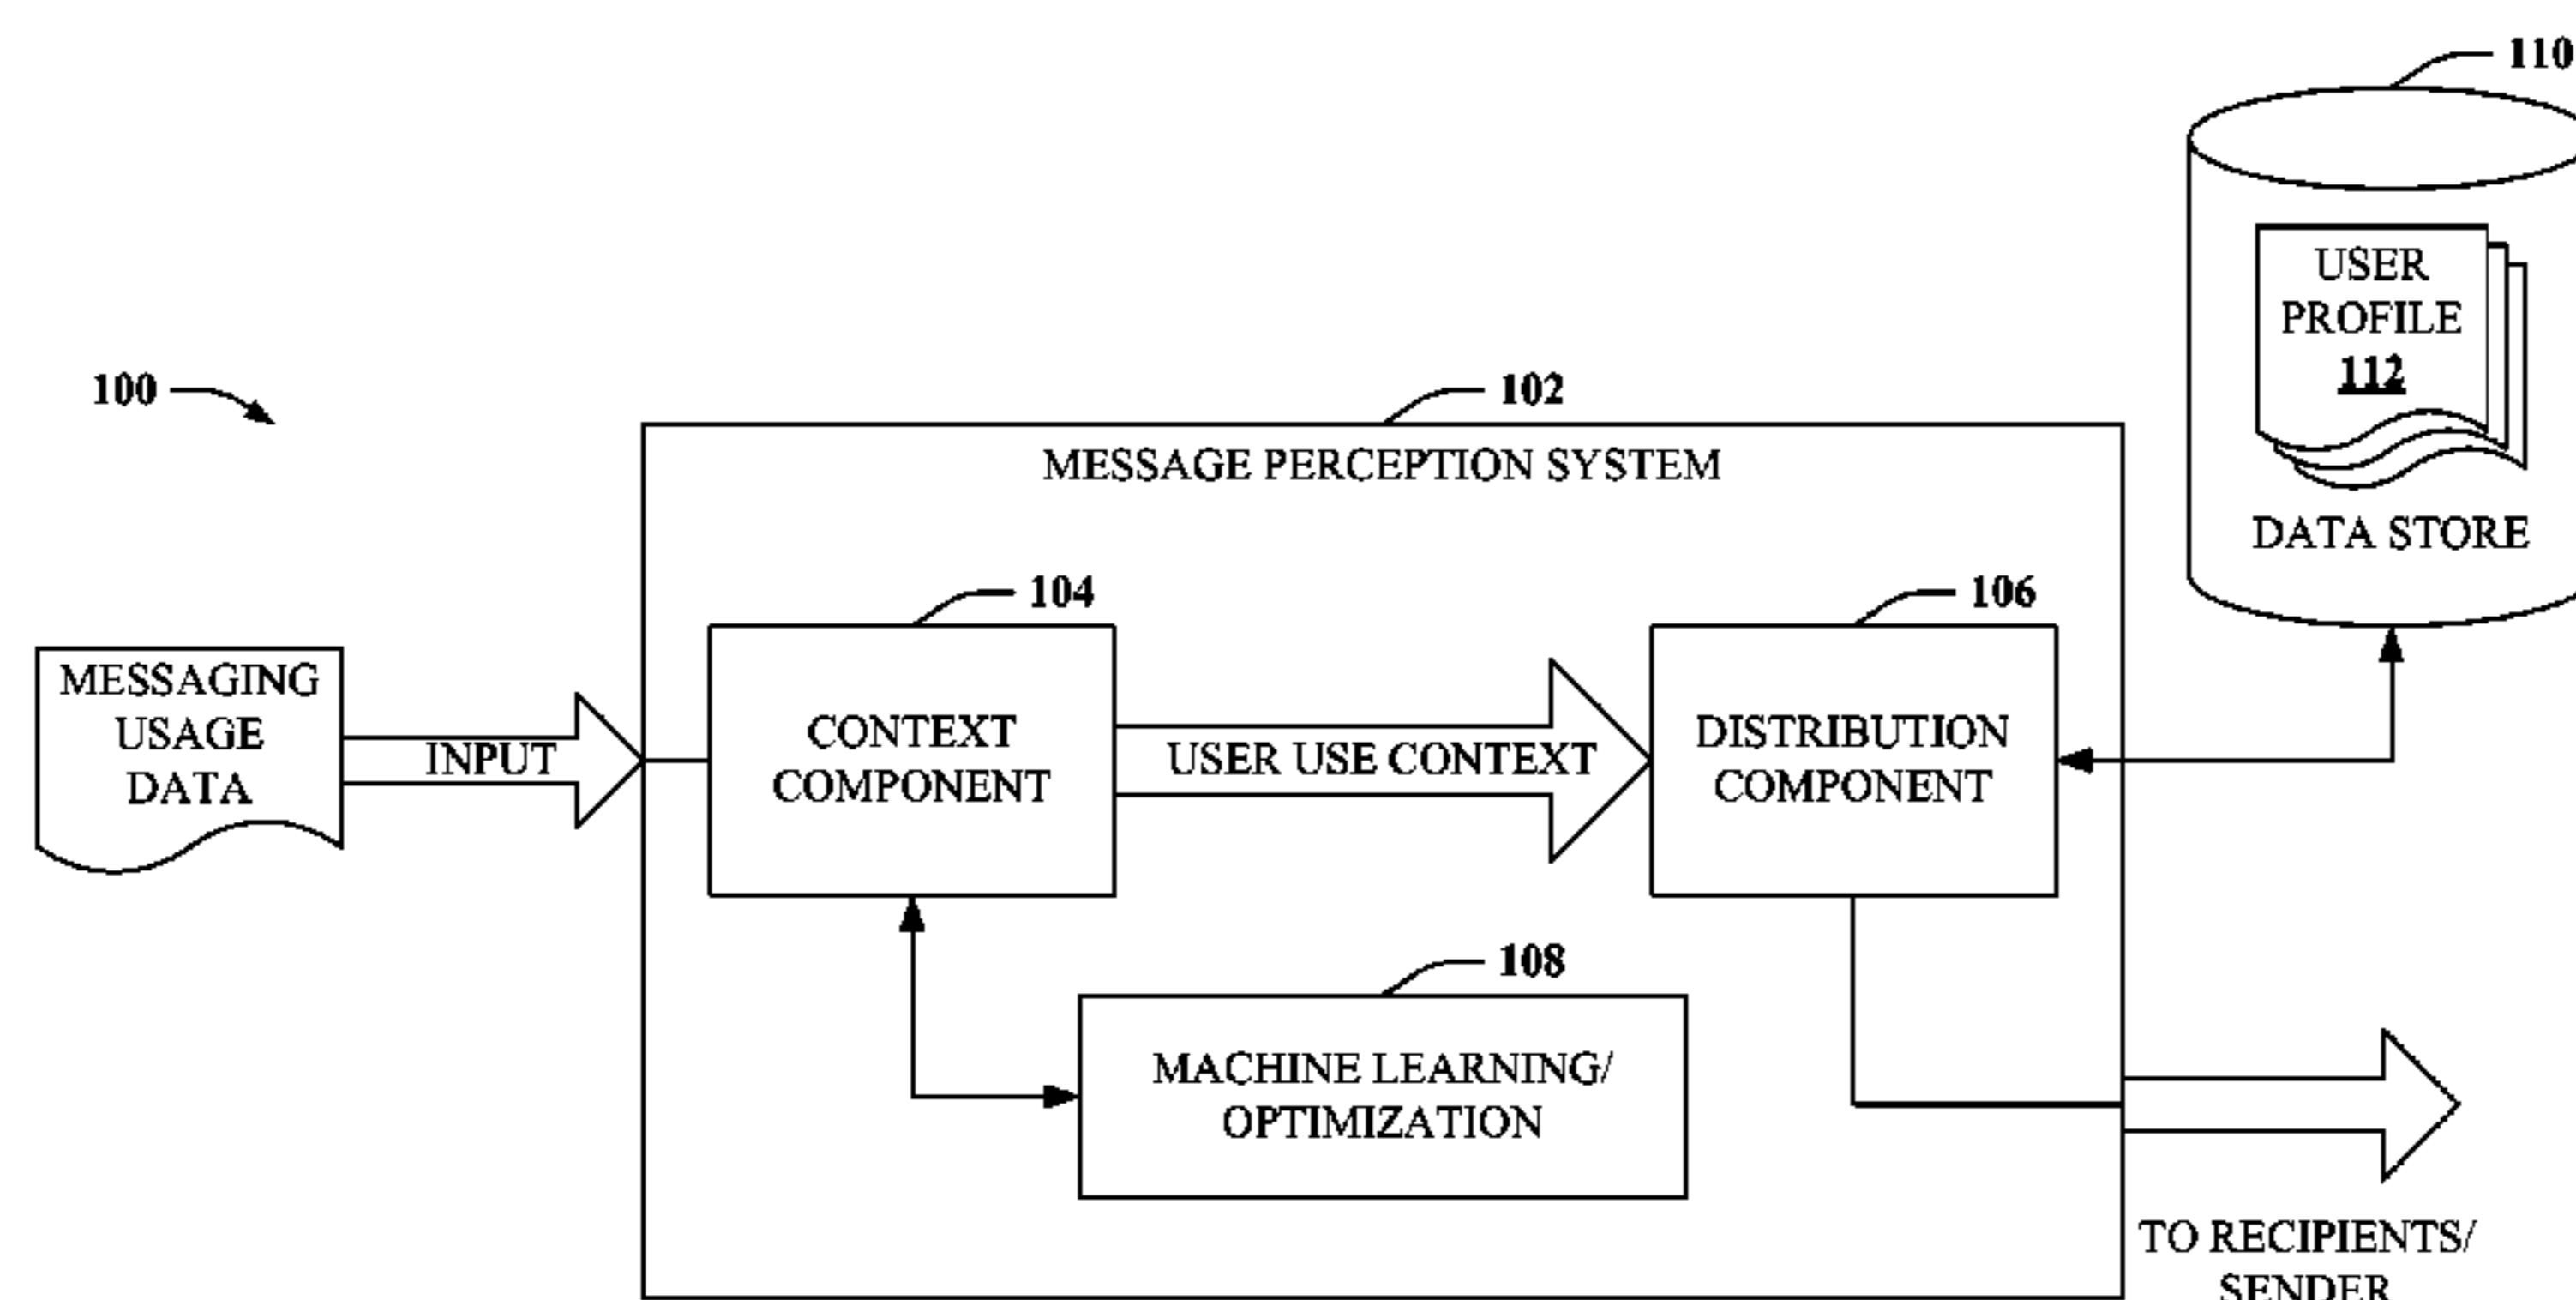 110
USER
PROFILE
112
DATA STORE
100
102
MESSAGE PERCEPTION SYSTEM
104
106
MESSAGING
USAGE
DATA
INPUT
CONTEXT
COMPONENT
USER USE CONTEXT
DISTRIBUTION
COMPONENT
108
MACHINE LEARNING/
OPTIMIZATION
TO RECIPIENTS/
SENDER